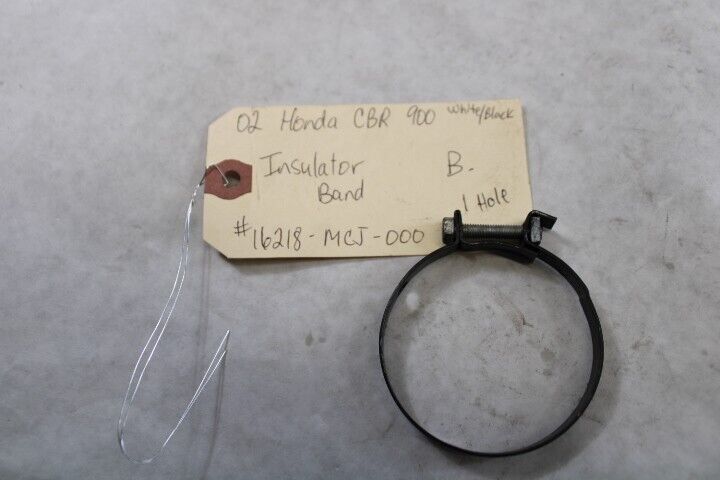 02 Honda CBR 900 White/Black
Insulator B.
Band 1 Hole
#16218-MCJ-000